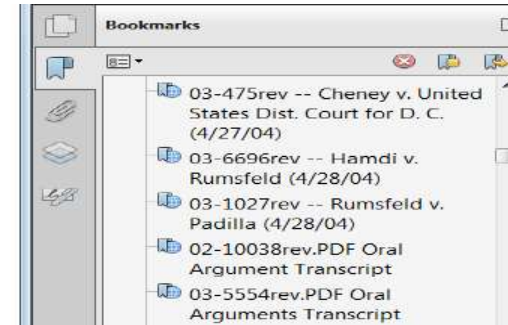 Bookmarks
03-475rev -- Cheney v. United
States Dist. Court for D. C.
(4/27/04)
03-6696rev -- Hamdi v.
Rumsfeld (4/28/04)
03-1027rev -- Rumsfeld v.
Padilla (4/28/04)
02-10038rev.PDF Oral
Argument Transcript
03-5554rev.PDF Oral
Arguments Transcript